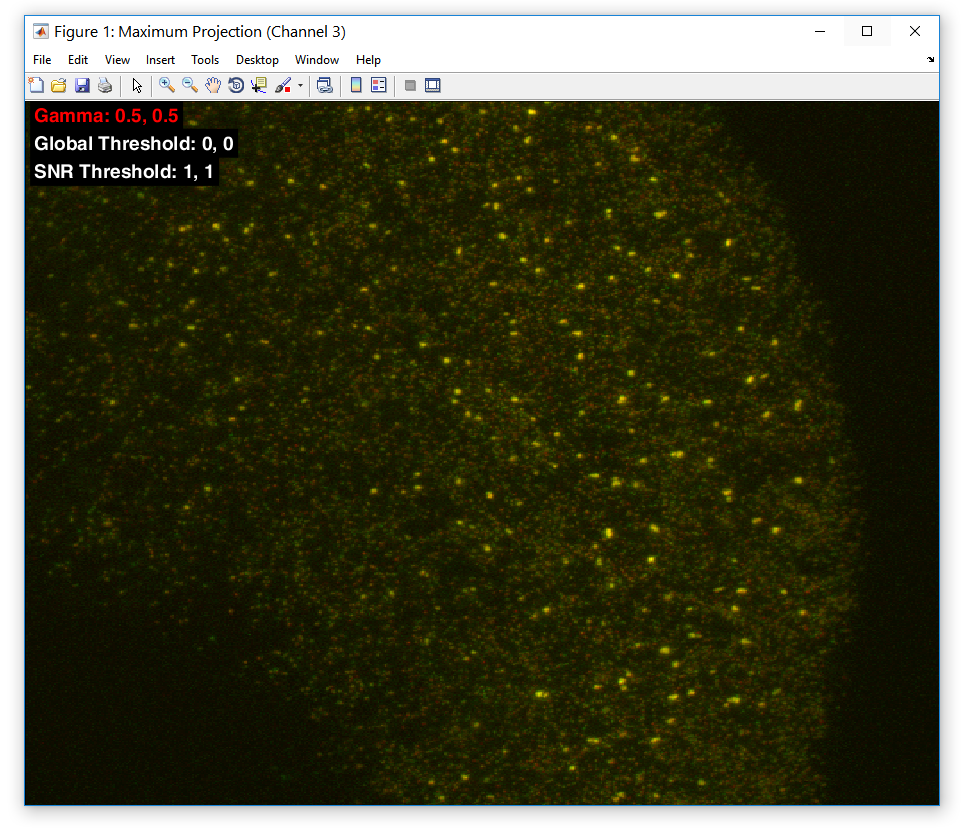 Figure 1: Maximum Projection (Channel 3)
File Edit View Insert Tools Desktop Window Help
Gamma: 0.5, 0.5
Global Threshold: 0, 0
SNR Threshold: 1, 1